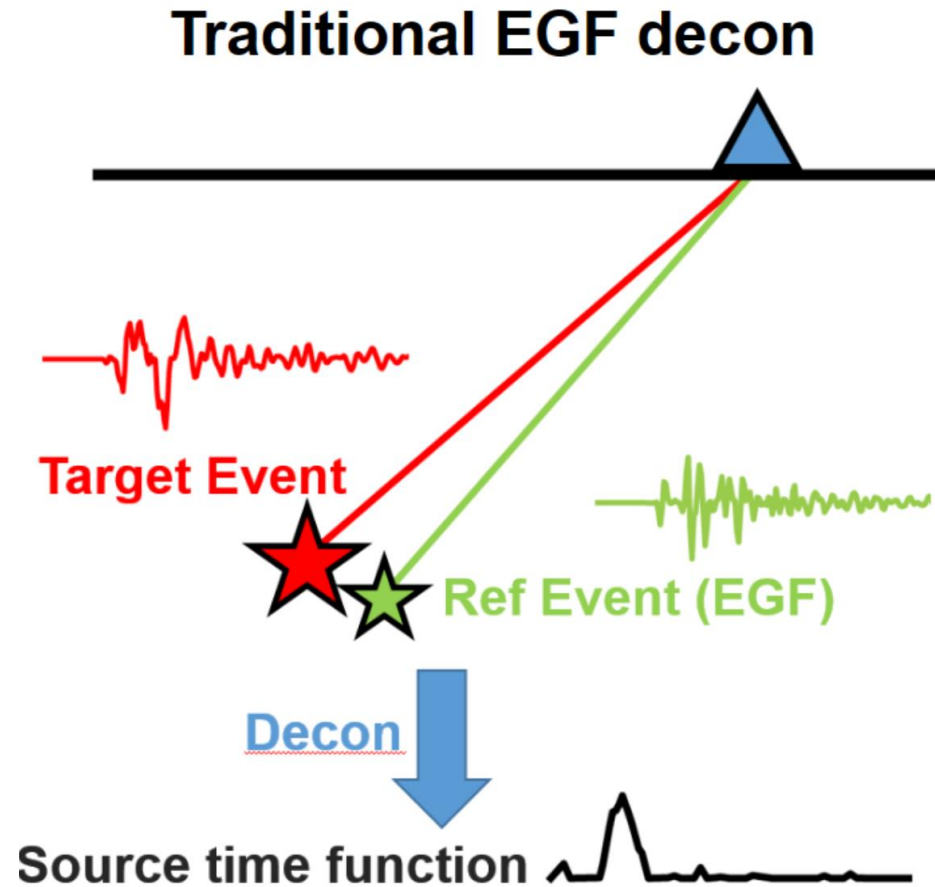 Traditional EGF decon
Target Event
Ref Event (EGF)
Decon
Source time function